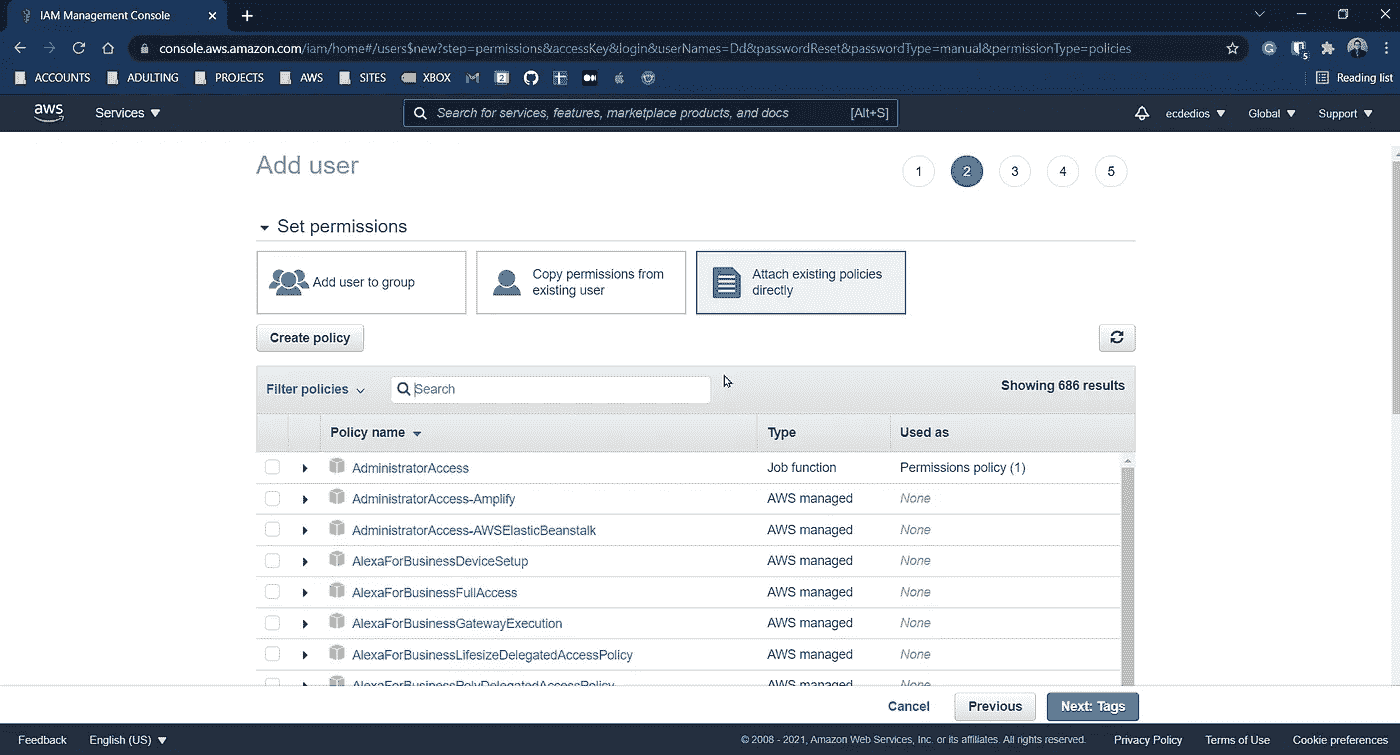 IAM Management Console
console.aws.amazon.com/iam/home#/users$new?step=permissions&accessKey&login&userNames=Dd&passwordReset&passwordType=manual&permissionType=policies
5
ACCOUNTS ADULTING PROJECTS AWS SITES XBOX 2 Reading list
aws Services Search for services, features, marketplace products, and docs [Alt+S] ecdedios Global Support
Add user 1 2 3 4 5
Set permissions
Add user to group
Copy permissions from
existing user
Attach existing policies
directly
Create policy
Filter policies Search Showing 686 results
Policy name Type Used as
AdministratorAccess Job function Permissions policy (1)
AdministratorAccess-Amplify AWS managed None
AdministratorAccess-AWSElasticBeanstalk AWS managed None
AlexaForBusinessDeviceSetup AWS managed None
AlexaForBusinessFullAccess AWS managed None
AlexaForBusinessGatewayExecution AWS managed None
AlexaForBusinessLifesizeDelegatedAccessPolicy AWS managed None
AlexaForBusinessPolyDelegatedAccessPolicy AWS managed None
Cancel Previous Next: Tags
Feedback English (US) © 2008 - 2021, Amazon Web Services, Inc. or its affiliates. All rights reserved. Privacy Policy Terms of Use Cookie preferences